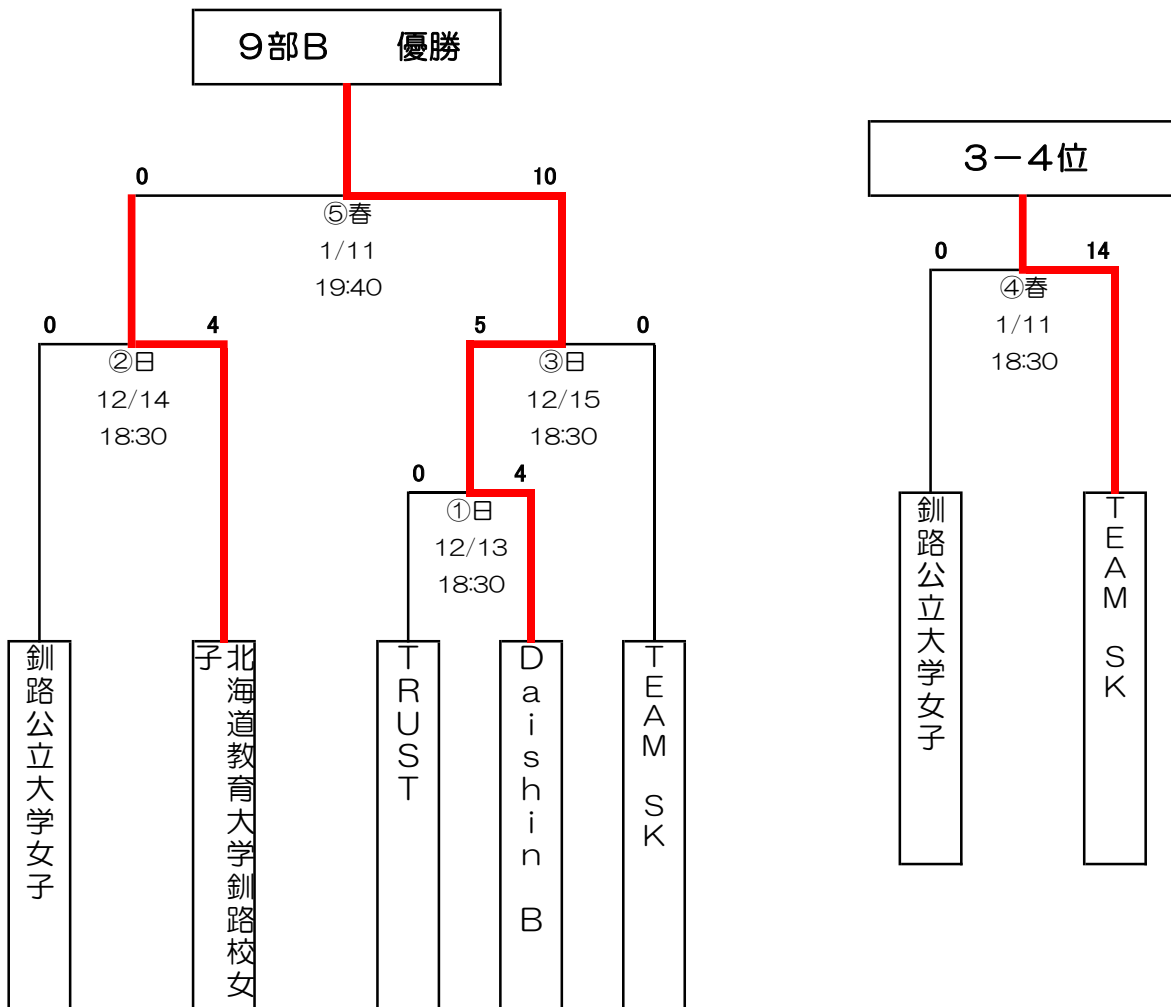 9部B 優勝
3-4位
0 10
⑤春
1/11
19:40
0 14
④春
1/11
18:30
0 4
②日
12/14
18:30
5 0
③日
12/15
18:30
0 4
①日
12/13
18:30
釧路公立大学女子
北海道教育大学釧路校女子
TRUST
Daishin B
TEAM SK
釧路公立大学女子
TEAM SK